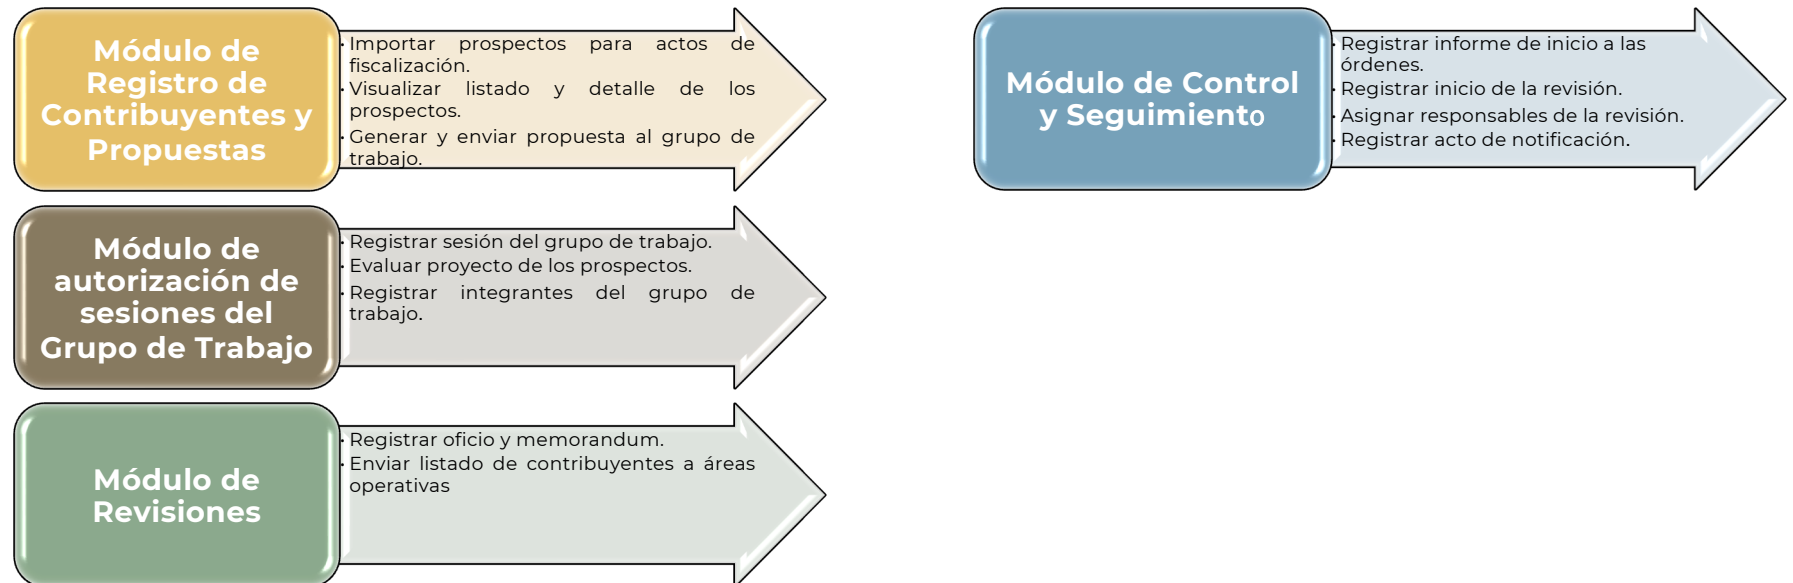 Módulo de
Registro de
Contribuyentes y
Propuestas
· Importar prospectos para actos de
fiscalización.
· Visualizar listado y detalle de los
prospectos.
· Generar y enviar propuesta al grupo de
trabajo.
Módulo de
autorización de
sesiones del
Grupo de Trabajo
· Registrar sesión del grupo de trabajo.
· Evaluar proyecto de los prospectos.
· Registrar integrantes del grupo de
trabajo.
Módulo de
Revisiones
· Registrar oficio y memorandum.
· Enviar listado de contribuyentes a áreas
operativas
Módulo de Control
y Seguimiento
· Registrar informe de inicio a las
órdenes.
· Registrar inicio de la revisión.
· Asignar responsables de la revisión.
· Registrar acto de notificación.